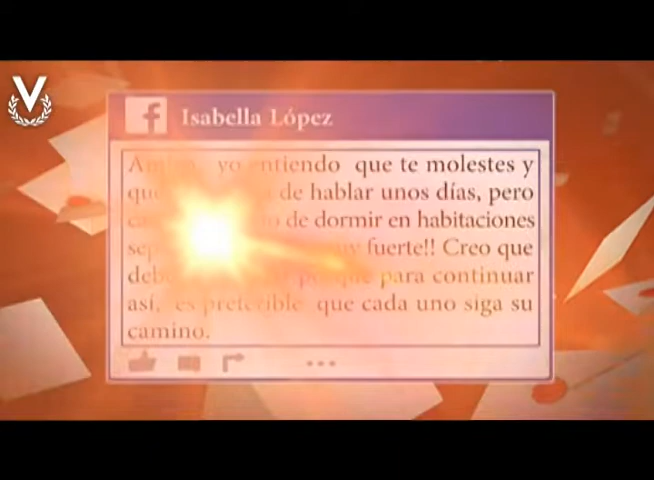 f Isabella López
yo entiendo que te molestes y
de hablar unos días, pero
de dormir en habitaciones
fuerte!! Creo que
porque para continuar
así, es preferible que cada uno siga su
camino.
V